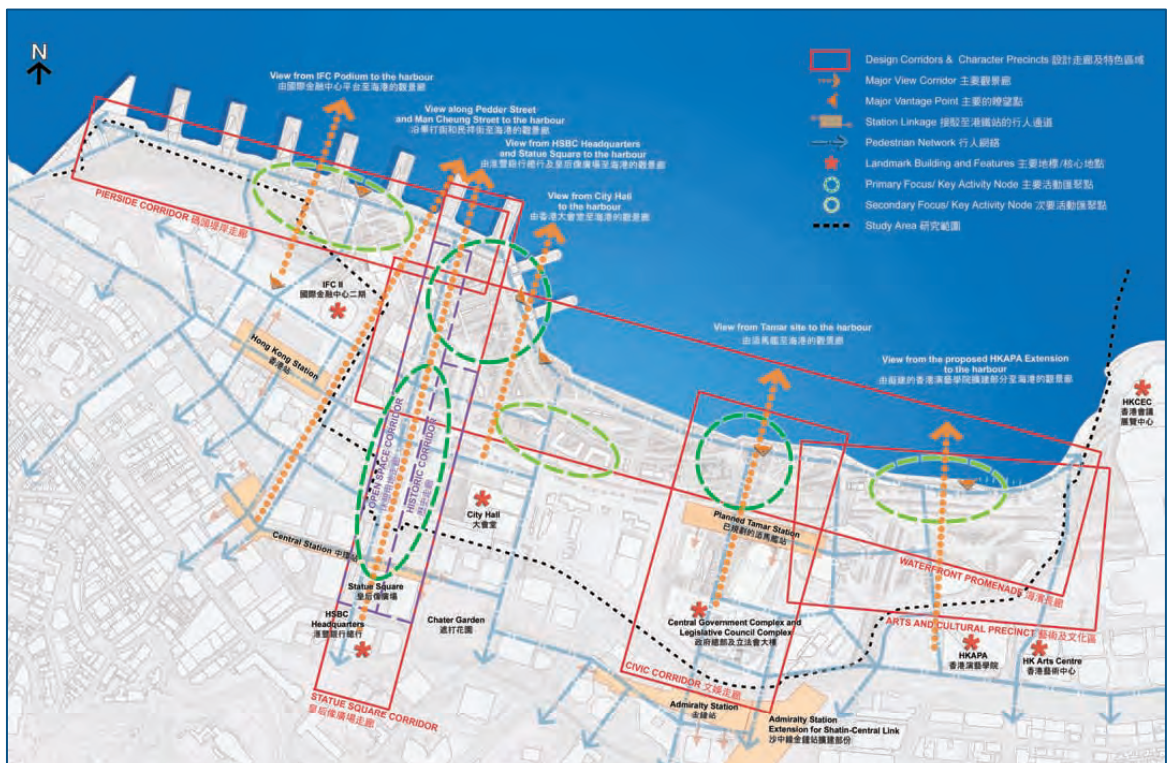 N
View from IFC Podium to the harbour
由國際金融中心平台至海港的觀景廊
View along Pedder Street
and Man Cheung Street to the harbour
沿畢打街和民祥街至海港的觀景廊
View from HSBC Headquarters
and Statue Square to the harbour
由滙豐銀行總行及皇后像廣場至海港的觀景廊
View from City Hall
to the harbour
由香港大會堂至海港的觀景廊
Design Corridors & Character Precincts 設計走廊及特色區域
Major View Corridor 主要觀景廊
Major Vantage Point 主要的瞭望點
Station Linkage 接駁至港鐵站的行人通道
Pedestrian Network 行人網絡
Landmark Building and Features 主要地標/核心地點
Primary Focus/ Key Activity Node 主要活動匯聚點
Secondary Focus/ Key Activity Node 次要活動匯聚點
Study Area 研究範圍
PIERSIDE CORRIDOR 碼頭堤岸走廊
IFC II
國際金融中心二期
Hong Kong Station
香港站
View from Tamar site to the harbour
由添馬艦至海港的觀景廊
View from the proposed HKAPA Extension
to the harbour
由擬建的香港演藝學院擴建部分至海港的觀景廊
HKCEC
香港會議
展覽中心
OPEN SPACE CORRIDOR
休憩用地走廊
HISTORIC CORRIDOR
歷史走廊
City Hall
大會堂
Central Station 中環站
Statue Square
皇后像廣場
HSBC
Headquarters
滙豐銀行總行
Chater Garden
遮打花園
STATUE SQUARE CORRIDOR
皇后像廣場走廊
Planned Tamar Station
已規劃的添馬艦站
WATERFRONT PROMENADE 海濱長廊
ARTS AND CULTURAL PRECINCT 藝術及文化區
Central Government Complex and
Legislative Council Complex
政府總部及立法會大樓
HKAPA
香港演藝學院
HK Arts Centre
香港藝術中心
CIVIC CORRIDOR 文娛走廊
Admiralty Station
金鐘站
Admiralty Station
Extension for Shatin-Central Link
沙中線金鐘站擴建部份